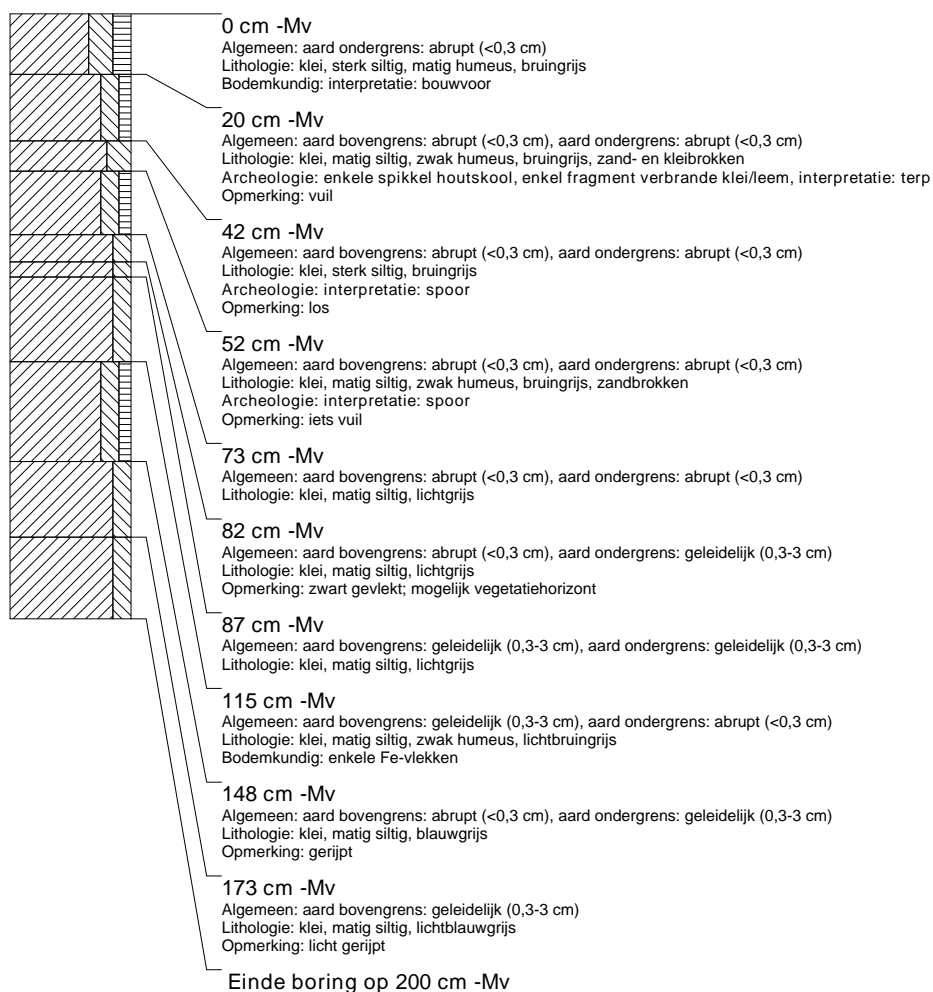 0 cm -Mv
Algemeen: aard ondergrens: abrupt (<0,3 cm)
Lithologie: klei, sterk siltig, matig humeus, bruingrijs
Bodemkundig: interpretatie: bouwvoor
20 cm -Mv
Algemeen: aard bovengrens: abrupt (<0,3 cm), aard ondergrens: abrupt (<0,3 cm)
Lithologie: klei, matig siltig, zwak humeus, bruingrijs, zand- en kleibrokken
Archeologie: enkele spikkel houtskool, enkel fragment verbrande klei/leem, interpretatie: terp
Opmerking: vuil
42 cm -Mv
Algemeen: aard bovengrens: abrupt (<0,3 cm), aard ondergrens: abrupt (<0,3 cm)
Lithologie: klei, sterk siltig, bruingrijs
Archeologie: interpretatie: spoor
Opmerking: los
52 cm -Mv
Algemeen: aard bovengrens: abrupt (<0,3 cm), aard ondergrens: abrupt (<0,3 cm)
Lithologie: klei, matig siltig, zwak humeus, bruingrijs, zandbrokken
Archeologie: interpretatie: spoor
Opmerking: iets vuil
73 cm -Mv
Algemeen: aard bovengrens: abrupt (<0,3 cm), aard ondergrens: abrupt (<0,3 cm)
Lithologie: klei, matig siltig, lichtgrijs
82 cm -Mv
Algemeen: aard bovengrens: abrupt (<0,3 cm), aard ondergrens: geleidelijk (0,3-3 cm)
Lithologie: klei, matig siltig, lichtgrijs
Opmerking: zwart gevlekt; mogelijk vegetatiehorizont
87 cm -Mv
Algemeen: aard bovengrens: geleidelijk (0,3-3 cm), aard ondergrens: geleidelijk (0,3-3 cm)
Lithologie: klei, matig siltig, lichtgrijs
115 cm -Mv
Algemeen: aard bovengrens: geleidelijk (0,3-3 cm), aard ondergrens: abrupt (<0,3 cm)
Lithologie: klei, matig siltig, zwak humeus, lichtbruingrijs
Bodemkundig: enkele Fe-vlekken
148 cm -Mv
Algemeen: aard bovengrens: abrupt (<0,3 cm), aard ondergrens: geleidelijk (0,3-3 cm)
Lithologie: klei, matig siltig, blauwgrijs
Opmerking: gerijpt
173 cm -Mv
Algemeen: aard bovengrens: geleidelijk (0,3-3 cm)
Lithologie: klei, matig siltig, lichtblauwgrijs
Opmerking: licht gerijpt
Einde boring op 200 cm -Mv